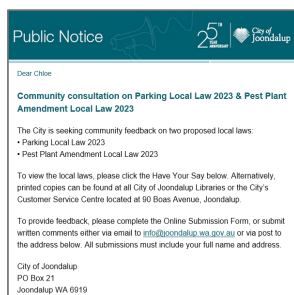 Public Notice
25TH
YEAR
ANNIVERSARY
City of
Joondalup
Dear Chloe
Community consultation on Parking Local Law 2023 & Pest Plant
Amendment Local Law 2023
The City is seeking community feedback on two proposed local laws:
• Parking Local Law 2023
• Pest Plant Amendment Local Law 2023
To view the local laws, please click the Have Your Say below. Alternatively,
printed copies can be found at all City of Joondalup Libraries or the City's
Customer Service Centre located at 90 Boas Avenue, Joondalup.
To provide feedback, please complete the Online Submission Form, or submit
written comments either via email to info@joondalup.wa.gov.au or via post to
the address below. All submissions must include your full name and address.
City of Joondalup
PO Box 21
Joondalup WA 6919